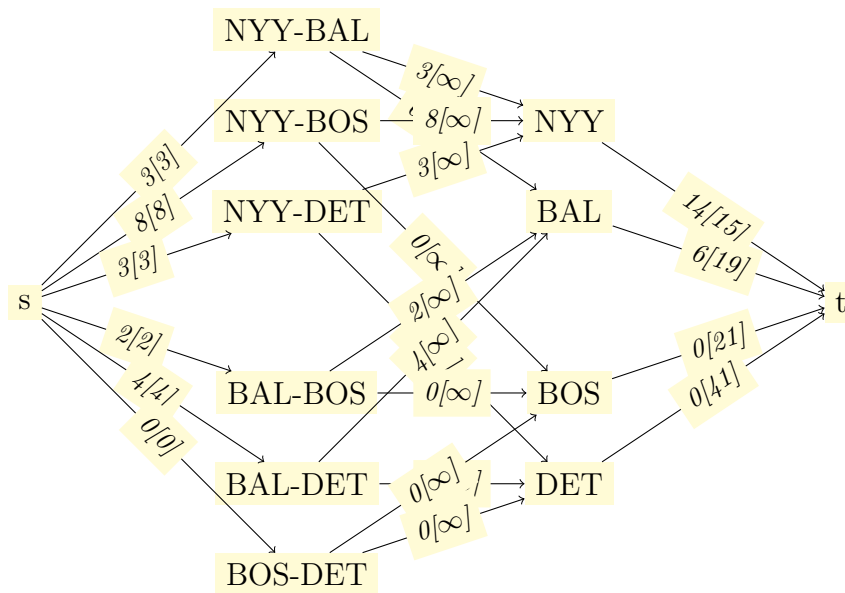 NYY-BAL
3[∞]
NYY-BOS
8[∞]
NYY
3[3]
3[∞]
8[8]
NYY-DET
BAL
14[15]
3[3]
0[∞]
6[19]
s
2[∞]
t
2[2]
4[∞]
0[21]
4[4]
BAL-BOS
0[∞]
BOS
0[41]
0[0]
BAL-DET
0[∞]
DET
0[∞]
BOS-DET